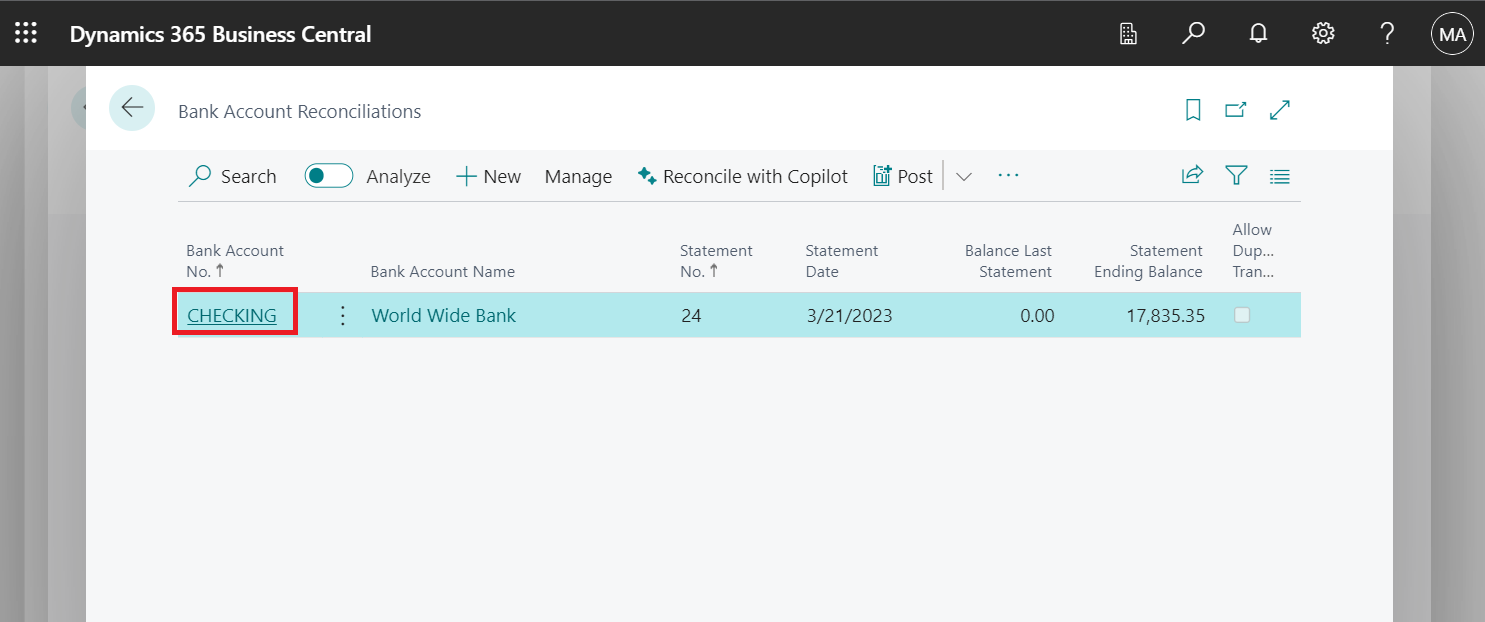 Dynamics 365 Business Central
MA
Bank Account Reconciliations
Search Analyze New Manage Reconcile with Copilot Post
Bank Account No. ↑
Bank Account Name
Statement No. ↑
Statement Date
Balance Last Statement
Statement Ending Balance
Allow Dup... Tran...
CHECKING World Wide Bank 24 3/21/2023 0.00 17,835.35